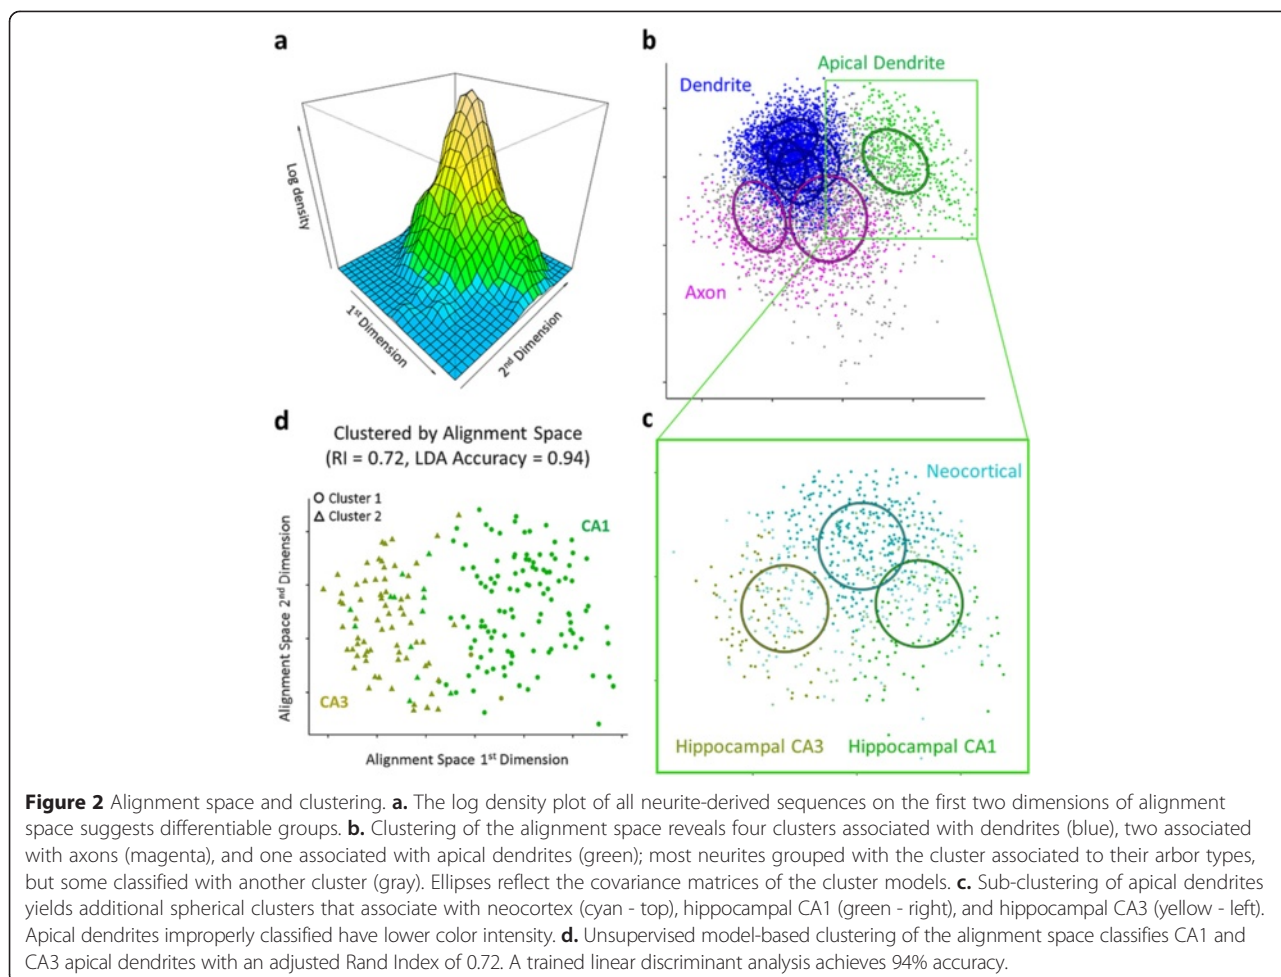 a
Log density
1st Dimension
2nd Dimension
b
Apical Dendrite
Dendrite
Axon
d
Clustered by Alignment Space
(RI = 0.72, LDA Accuracy = 0.94)
Cluster 1
Cluster 2
CA1
CA3
Alignment Space 2nd Dimension
Alignment Space 1st Dimension
c
Neocortical
Hippocampal CA3
Hippocampal CA1
Figure 2 Alignment space and clustering. a. The log density plot of all neurite-derived sequences on the first two dimensions of alignment
space suggests differentiable groups. b. Clustering of the alignment space reveals four clusters associated with dendrites (blue), two associated
with axons (magenta), and one associated with apical dendrites (green); most neurites grouped with the cluster associated to their arbor types,
but some classified with another cluster (gray). Ellipses reflect the covariance matrices of the cluster models. c. Sub-clustering of apical dendrites
yields additional spherical clusters that associate with neocortex (cyan - top), hippocampal CA1 (green - right), and hippocampal CA3 (yellow - left).
Apical dendrites improperly classified have lower color intensity. d. Unsupervised model-based clustering of the alignment space classifies CA1 and
CA3 apical dendrites with an adjusted Rand Index of 0.72. A trained linear discriminant analysis achieves 94% accuracy.